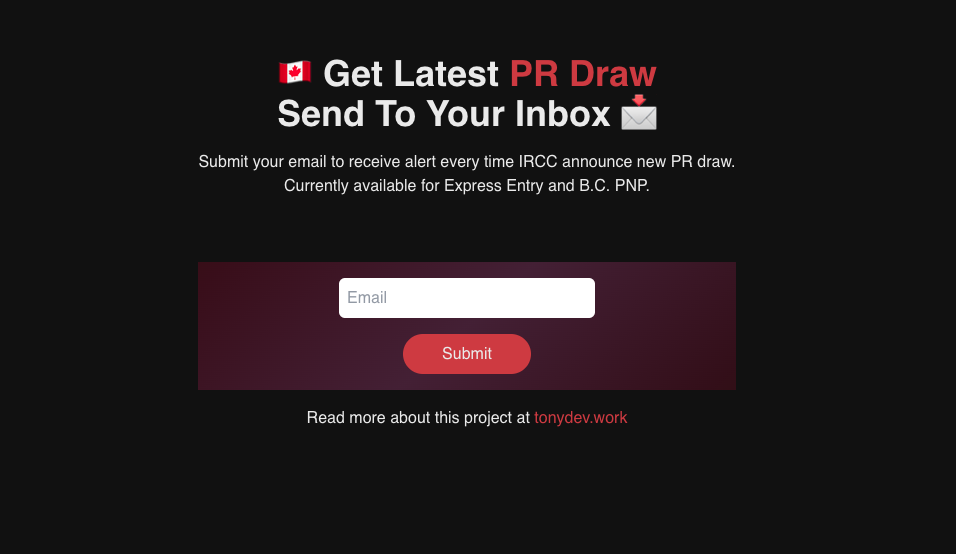 🇨🇦 Get Latest PR Draw
Send To Your Inbox 📩
Submit your email to receive alert every time IRCC announce new PR draw.
Currently available for Express Entry and B.C. PNP.
Email
Submit
Read more about this project at tonydev.work